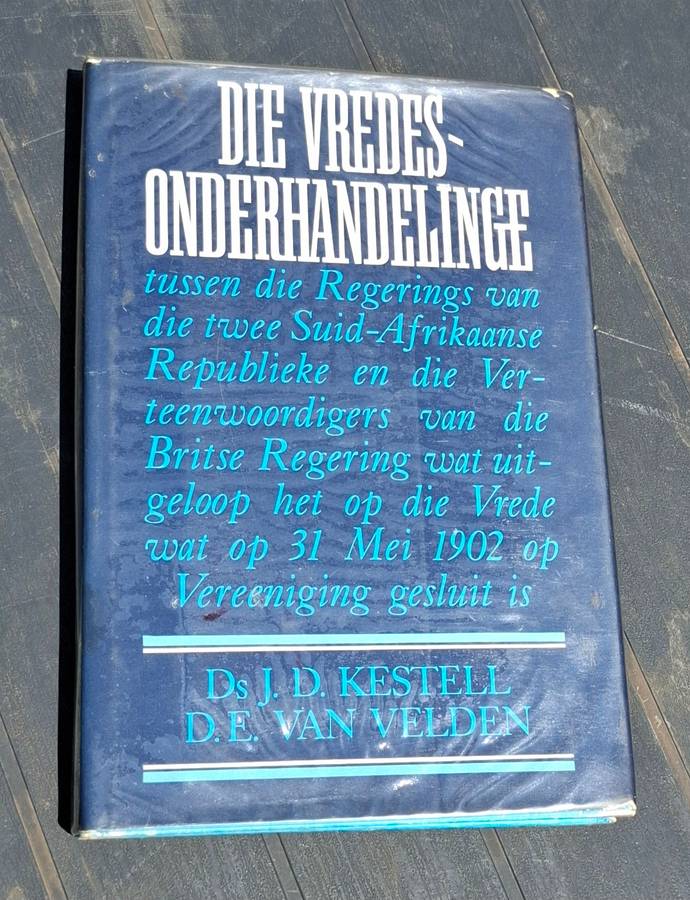 DIE VREDES-
ONDERHANDELINGE
tussen die Regerings van
die twee Suid-Afrikaanse
Republieke en die Ver-
teenwoordigers van die
Britse Regering wat uit-
geloop het op die Vrede
wat op 31 Mei 1902 op
Vereeniging gesluit is
Ds J. D. KESTELL
D. E. VAN VELDEN